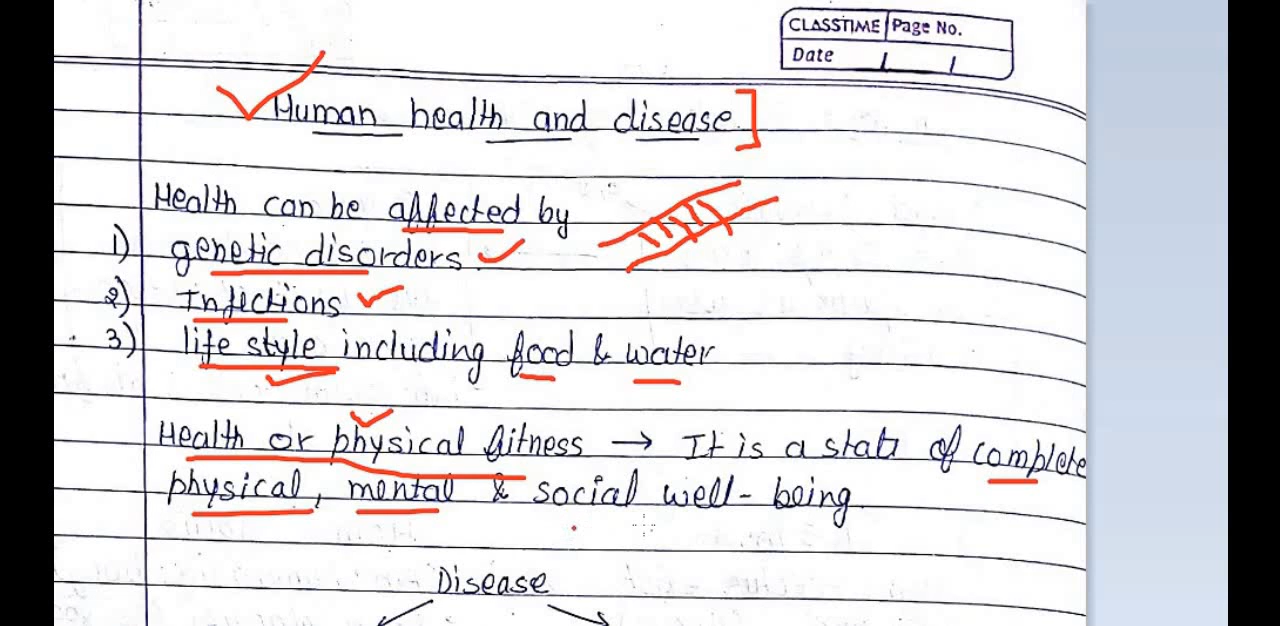 CLASSTIME Page No.
Date / /
Human health and disease]
Health can be affected by
1) genetic disorders
2) Infections
3) life style including food & water
Health or physical fitness → It is a state of complete
physical, mental & social well-being
Disease